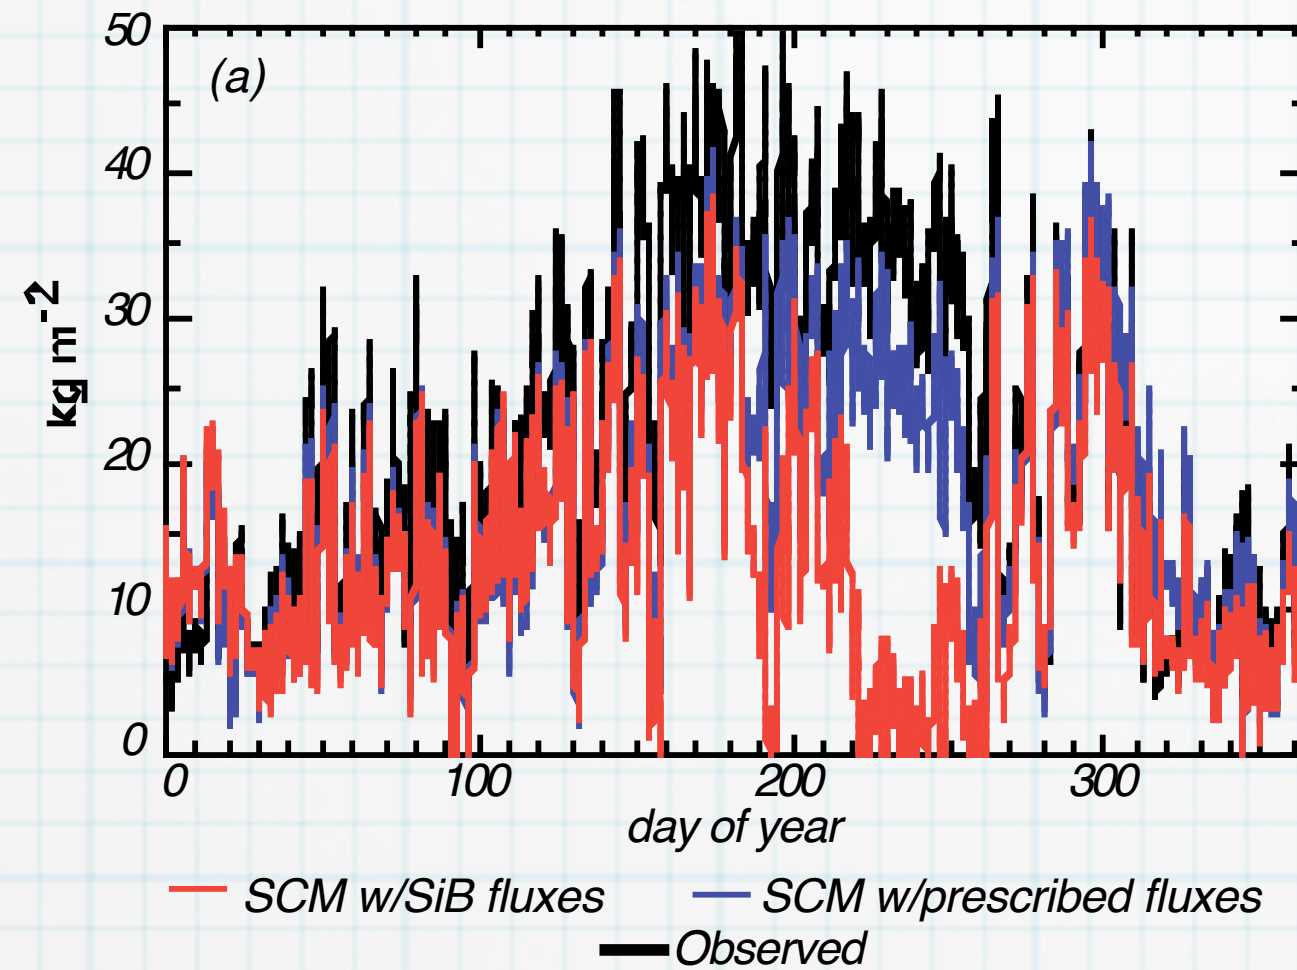 50
(a)
40
kg m-2
30
20
10
0
0 100 200 300
day of year
SCM w/SiB fluxes SCM w/prescribed fluxes
Observed